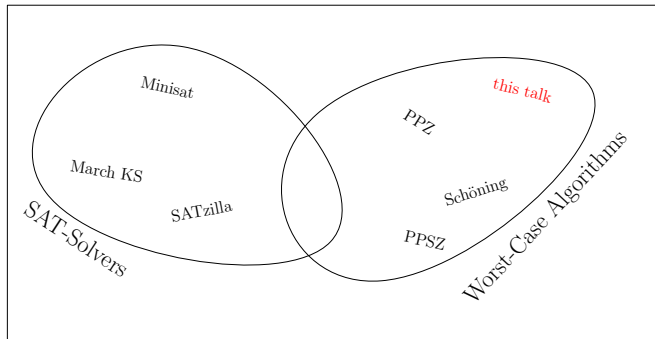 Minisat
March KS
SATzilla
SAT-Solvers
this talk
PPZ
Schöning
PPSZ
Worst-Case Algorithms